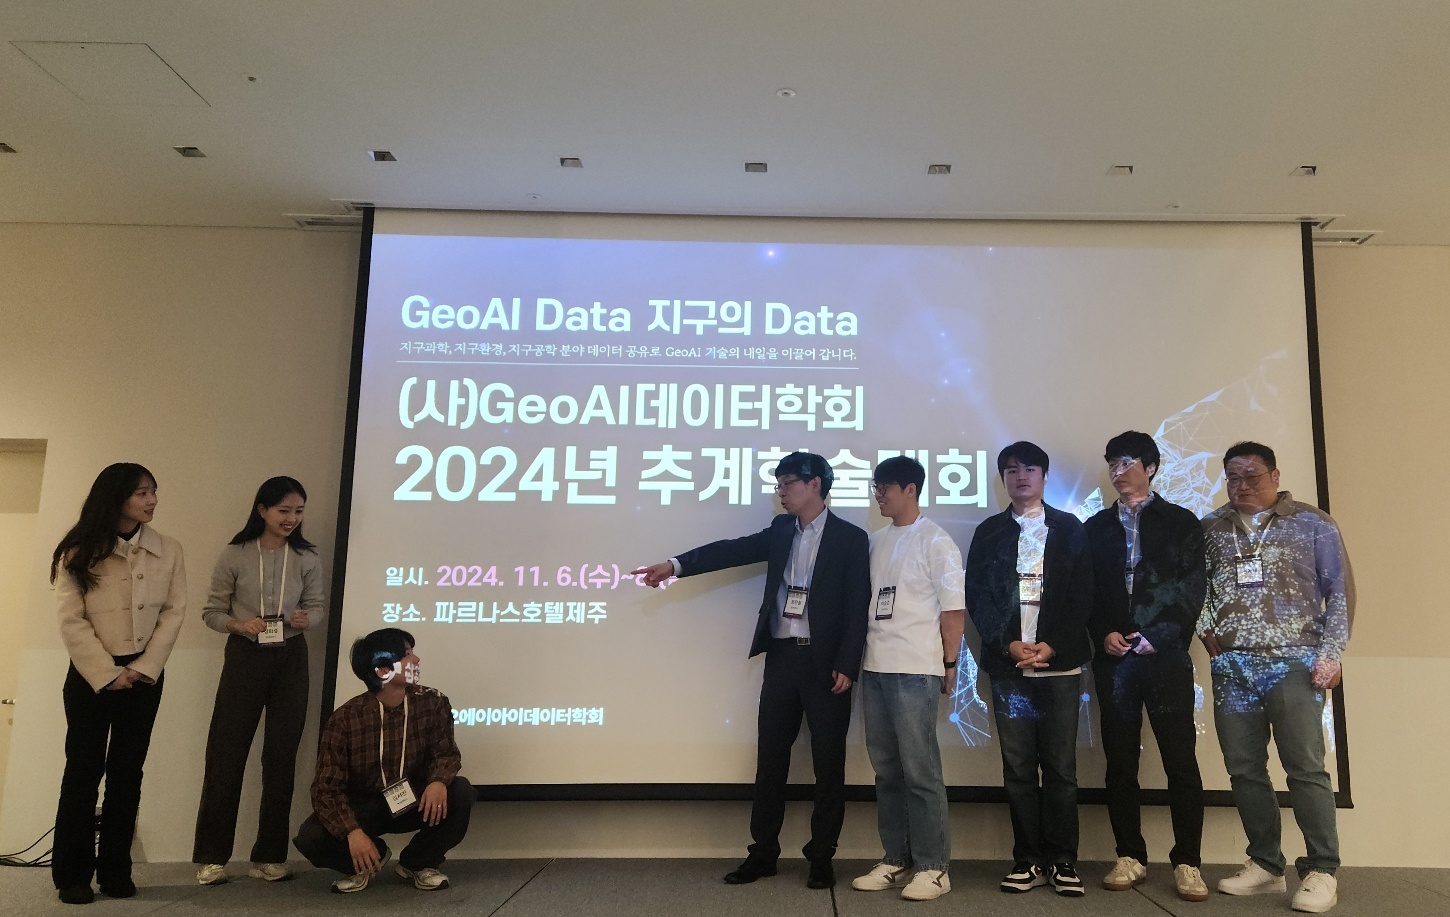 GeoAI Data 지구의 Data
지구과학, 지구환경, 지구공학 분야 데이터 공유로 GeoAI 기술의 내일을 이끌어 갑니다.
(사)GeoAI데이터학회
2024년 추계학술대회
일시. 2024. 11. 6.(수)~8.(
장소. 파르나스호텔제주
오에이아이데이터학회